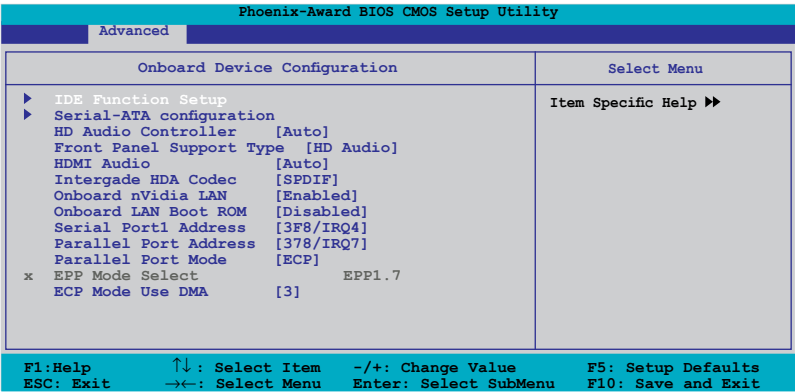 Phoenix-Award BIOS CMOS Setup Utility
Advanced
Onboard Device Configuration
Select Menu
IDE Function Setup
Serial-ATA configuration
HD Audio Controller [Auto]
Front Panel Support Type [HD Audio]
HDMI Audio [Auto]
Intergade HDA Codec [SPDIF]
Onboard nVidia LAN [Enabled]
Onboard LAN Boot ROM [Disabled]
Serial Port1 Address [3F8/IRQ4]
Parallel Port Address [378/IRQ7]
Parallel Port Mode [ECP]
x EPP Mode Select EPP1.7
ECP Mode Use DMA [3]
Item Specific Help ▶▶
F1:Help ↑↓: Select Item -/+: Change Value F5: Setup Defaults
ESC: Exit →←: Select Menu Enter: Select SubMenu F10: Save and Exit